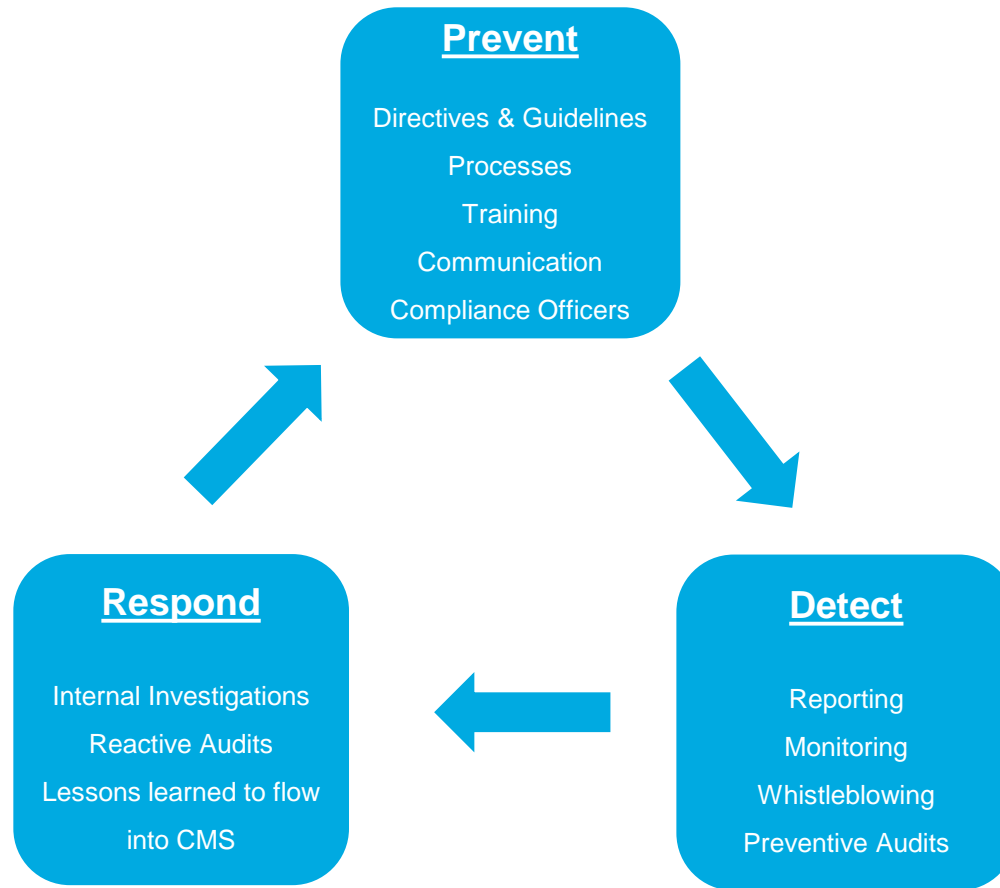 Prevent
Directives & Guidelines
Processes
Training
Communication
Compliance Officers
Respond
Internal Investigations
Reactive Audits
Lessons learned to flow
into CMS
Detect
Reporting
Monitoring
Whistleblowing
Preventive Audits